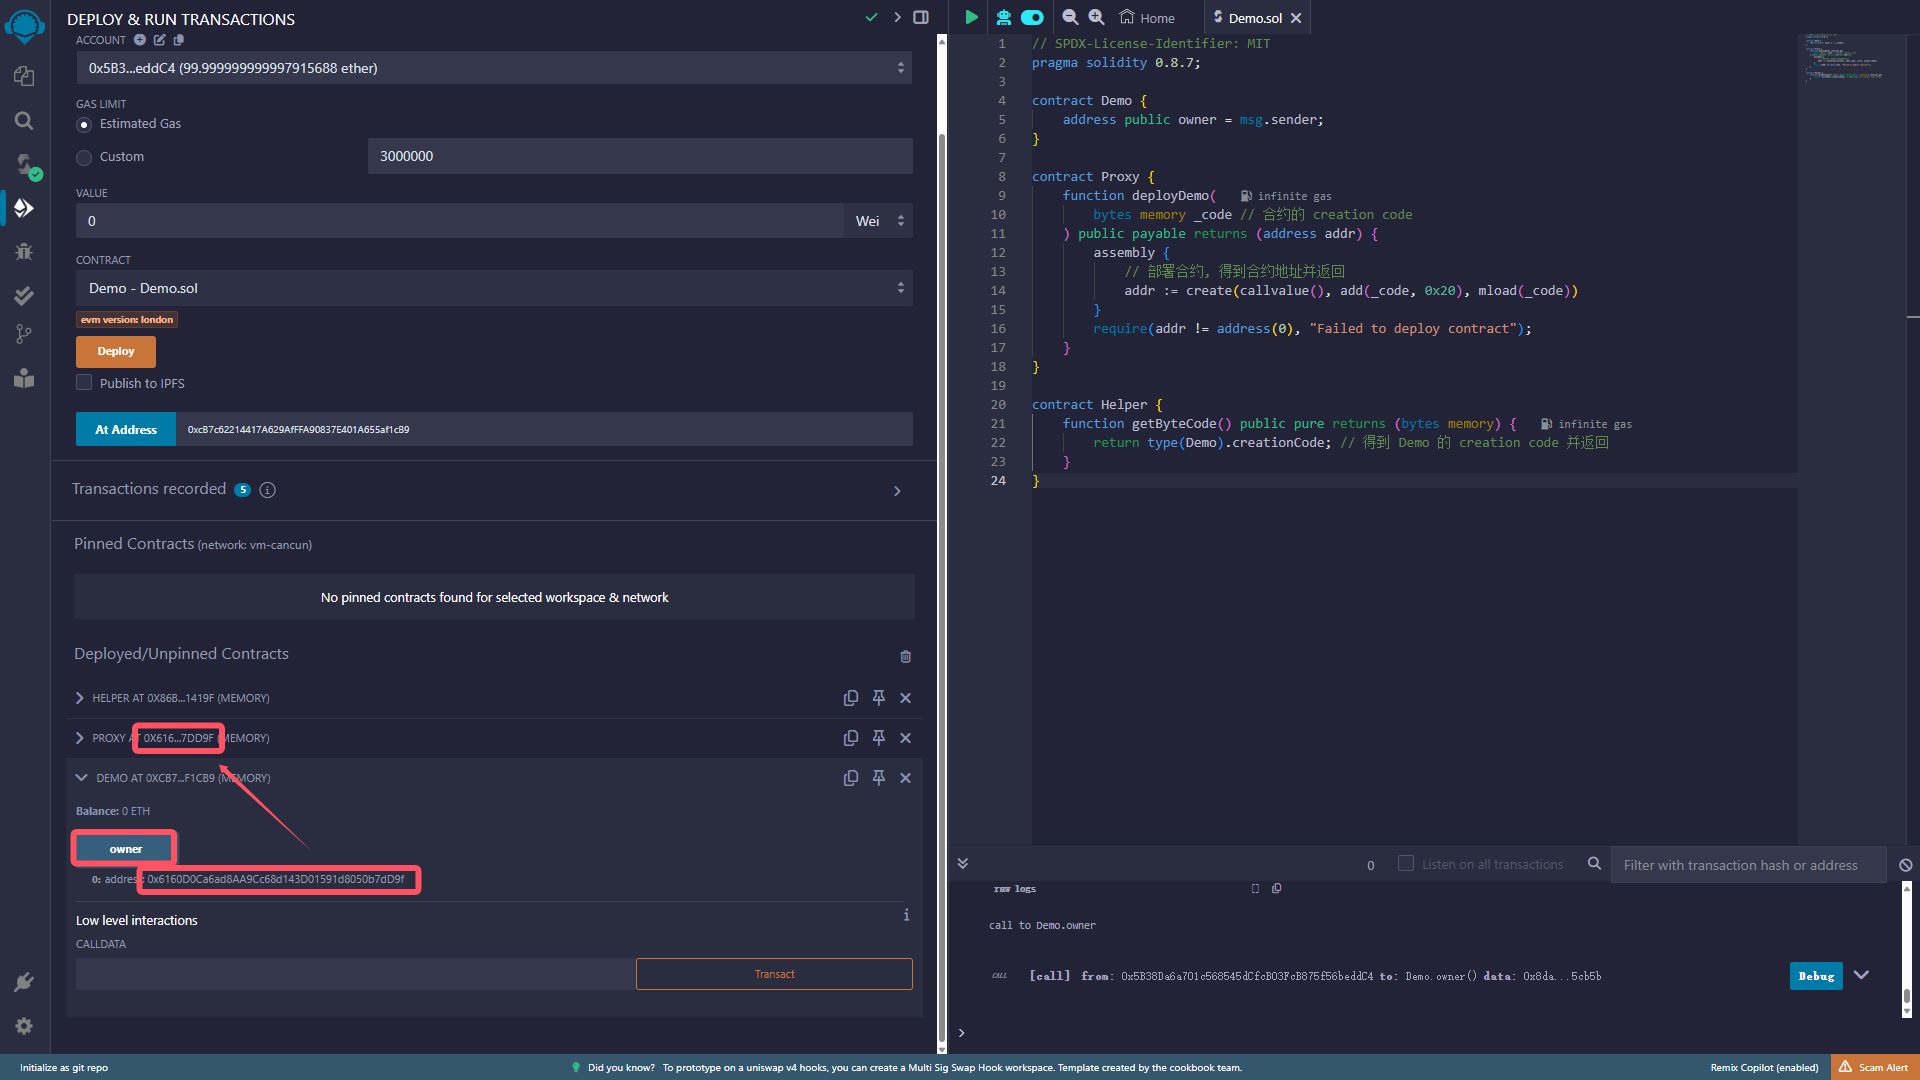 DEPLOY & RUN TRANSACTIONS
ACCOUNT
0x5B3...eddC4 (99.999999999997915688 ether)
GAS LIMIT
Estimated Gas
Custom
3000000
VALUE
0
Wei
CONTRACT
Demo - Demo.sol
evm version: london
Deploy
Publish to IPFS
At Address
0xcB7c62214417A629AfFFA90837E401A655af1cB9
Transactions recorded 5
Pinned Contracts (network: vm-cancun)
No pinned contracts found for selected workspace & network
Deployed/Unpinned Contracts
HELPER AT 0X86B...1419F (MEMORY)
PROXY AT 0X616...7DD9F (MEMORY)
DEMO AT 0XCB7...F1CB9 (MEMORY)
Balance: 0 ETH
owner
0: address: 0x6160D0Ca6ad8AA9Cc68d143D01591d8050b7dD9f
Low level interactions
CALLDATA
Transact
Home
Demo.sol
1 // SPDX-License-Identifier: MIT
2 pragma solidity 0.8.7;
3
4 contract Demo {
5 address public owner = msg.sender;
6 }
7
8 contract Proxy {
9 function deployDemo( infinite gas
10 bytes memory _code // 合约的 creation code
11 ) public payable returns (address addr) {
12 assembly {
13 // 部署合约, 得到合约地址并返回
14 addr := create(callvalue(), add(_code, 0x20), mload(_code))
15 }
16 require(addr != address(0), "Failed to deploy contract");
17 }
18 }
19
20 contract Helper {
21 function getByteCode() public pure returns (bytes memory) { infinite gas
22 return type(Demo).creationCode; // 得到 Demo 的 creation code 并返回
23 }
24 }
0
Listen on all transactions
Filter with transaction hash or address
raw logs
call to Demo.owner
CALL [call] from: 0x5B38Da6a701c568545dCfcB03FcB875f56beddC4 to: Demo.owner() data: 0x8da...5cb5b
Debug
Initialize as git repo
Did you know? To prototype on a uniswap v4 hooks, you can create a Multi Sig Swap Hook workspace. Template created by the cookbook team.
Remix Copilot (enabled)
Scam Alert